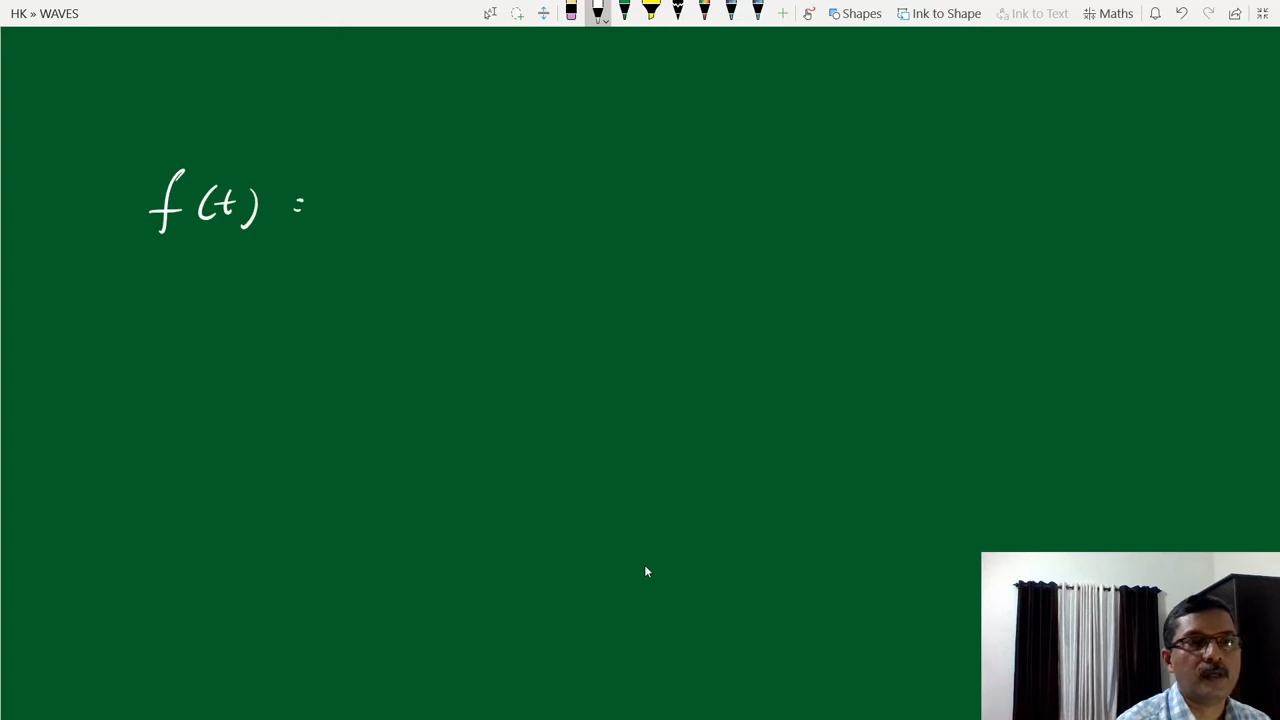 HK » WAVES
Shapes
Ink to Shape
Ink to Text
Maths
f(t) =